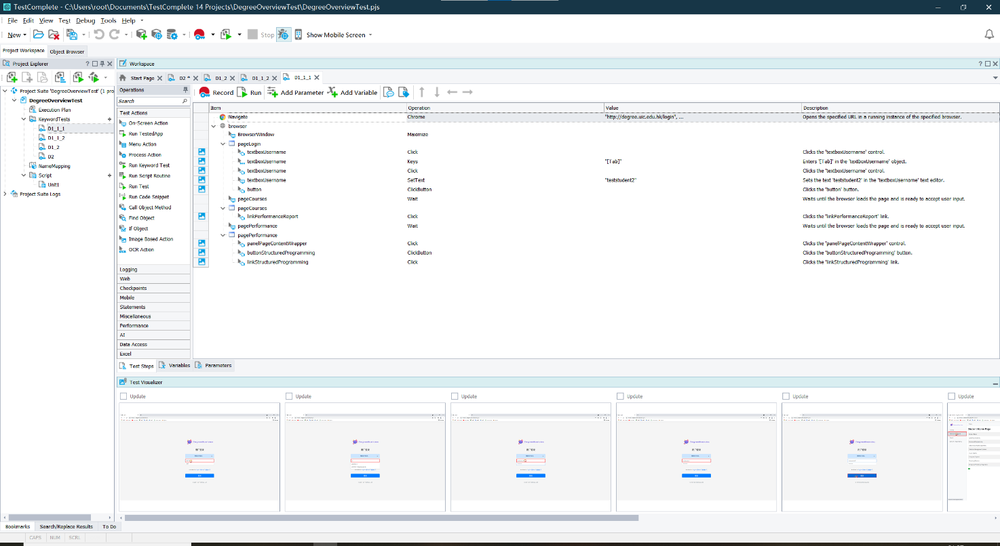 TestComplete - C:\Users\root\Documents\TestComplete 14 Projects\DegreeOverviewTest\DegreeOverviewTest.pjs
File Edit View Test Debug Tools Help
New Stop Show Mobile Screen
Project Workspace Object Browser
Project Explorer
Project Suite 'DegreeOverviewTest' (1 pro
DegreeOverviewTest
Execution Plan
KeywordTests
D1_1_1
D1_1_2
D1_2
D2
NameMapping
Script
Unit1
Project Suite Logs
Workspace
Start Page D2 * D1_2 D1_1_2 D1_1_1
Operations
Search
Test Actions
On-Screen Action
Run TestedApp
Menu Action
Process Action
Run Keyword Test
Run Script Routine
Run Test
Run Code Snippet
Call Object Method
Find Object
If Object
Image Based Action
OCR Action
Logging
Web
Checkpoints
Mobile
Statements
Miscellaneous
Performance
AI
Data Access
Excel
Record Run Add Parameter Add Variable
Item Operation Value Description
Navigate Chrome "http://degree.uic.edu.hk/login", ... Opens the specified URL in a running instance of the specified browser.
browser
BrowserWindow Maximize
pageLogin
textboxUsername Click Clicks the 'textboxUsername' control.
textboxUsername Keys "[Tab]" Enters '[Tab]' in the 'textboxUsername' object.
textboxUsername Click Clicks the 'textboxUsername' control.
textboxUsername SetText "teststudent2" Sets the text 'teststudent2' in the 'textboxUsername' text editor.
button ClickButton Clicks the 'button' button.
pageCourses Wait Waits until the browser loads the page and is ready to accept user input.
pageCourses
linkPerformanceReport Click Clicks the 'linkPerformanceReport' link.
pagePerformance Wait Waits until the browser loads the page and is ready to accept user input.
pagePerformance
panelPageContentWrapper Click Clicks the 'panelPageContentWrapper' control.
buttonStructuredProgramming ClickButton Clicks the 'buttonStructuredProgramming' button.
linkStructuredProgramming Click Clicks the 'linkStructuredProgramming' link.
Test Steps Variables Parameters
Test Visualizer
Update Update Update Update Update Update
Student Home Page
Bookmarks Search/Replace Results To Do
CAPS NUM SCRL